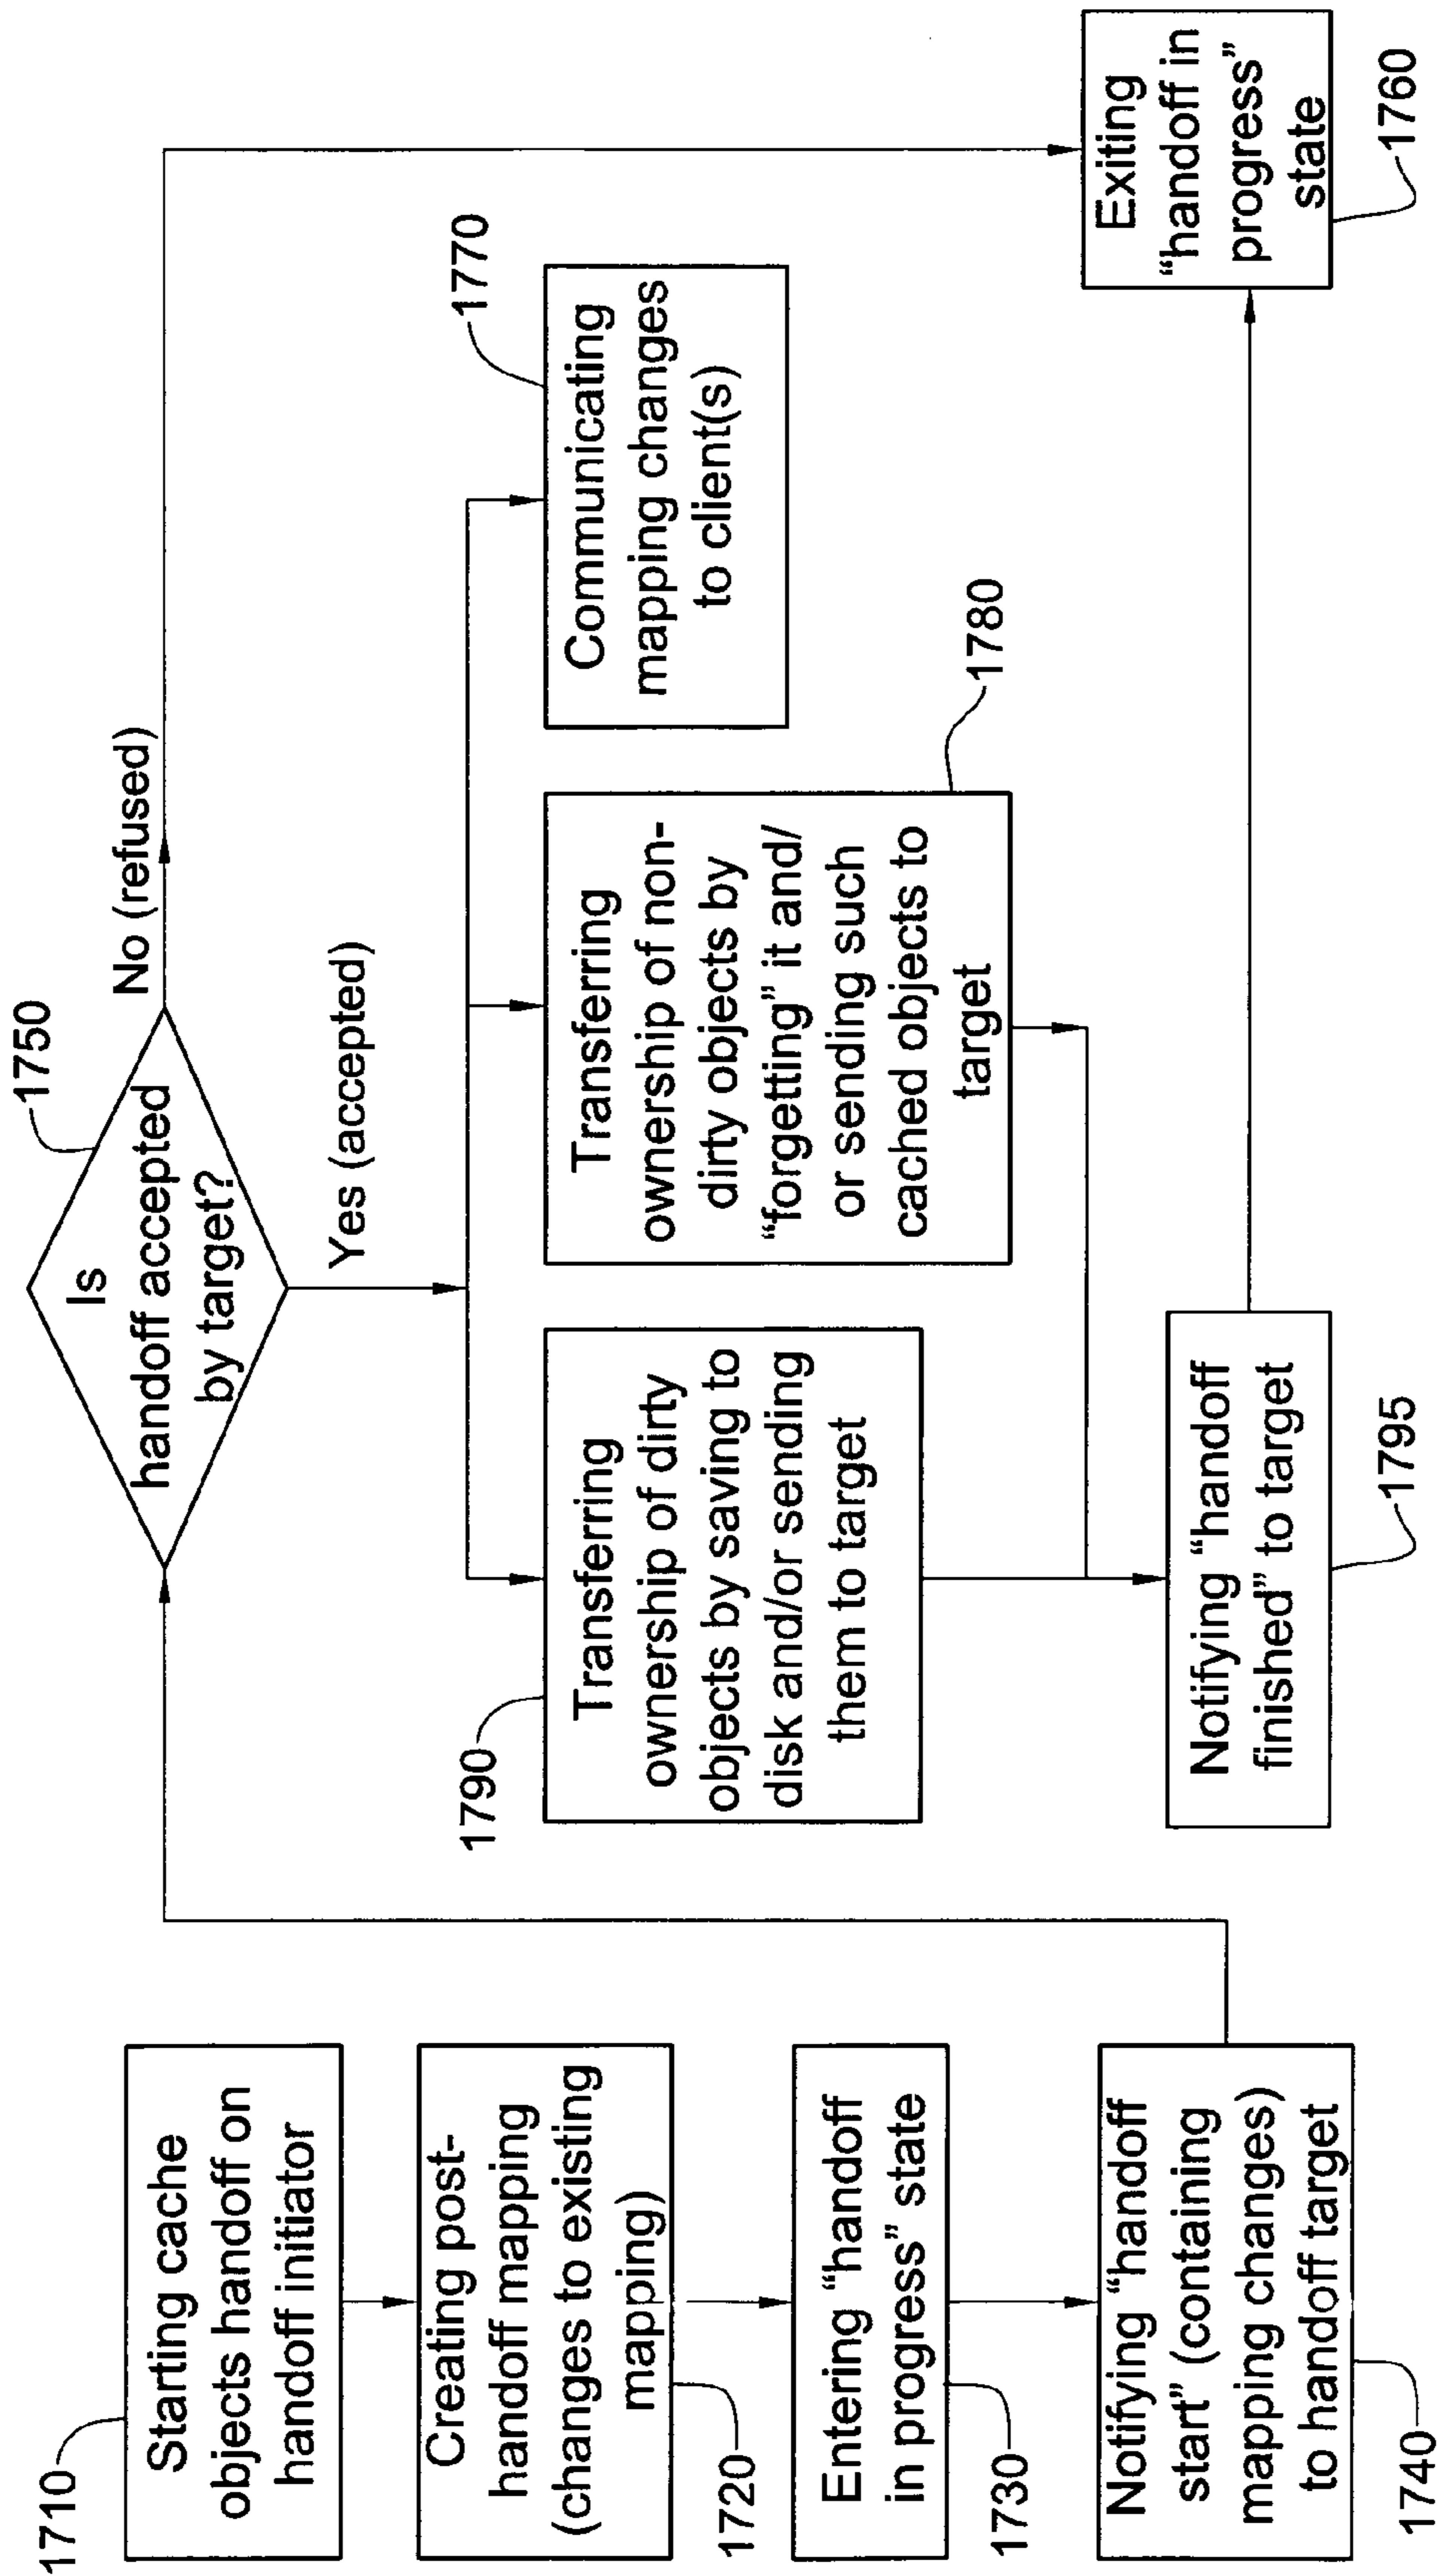 1710
Starting cache
objects handoff on
handoff initiator
Creating post-
handoff mapping
(changes to existing
mapping)
1720
Entering “handoff
in progress” state
1730
Notifying “handoff
start” (containing
mapping changes)
to handoff target
1740
1750
Is
handoff accepted
by target?
No (refused)
Yes (accepted)
1790
Transferring
ownership of dirty
objects by saving to
disk and/or sending
them to target
Transferring
ownership of non-
dirty objects by
“forgetting” it and/
or sending such
cached objects to
target
1780
Communicating
mapping changes
to client(s)
1770
Notifying “handoff
finished” to target
1795
Exiting
“handoff in
progress”
state
1760